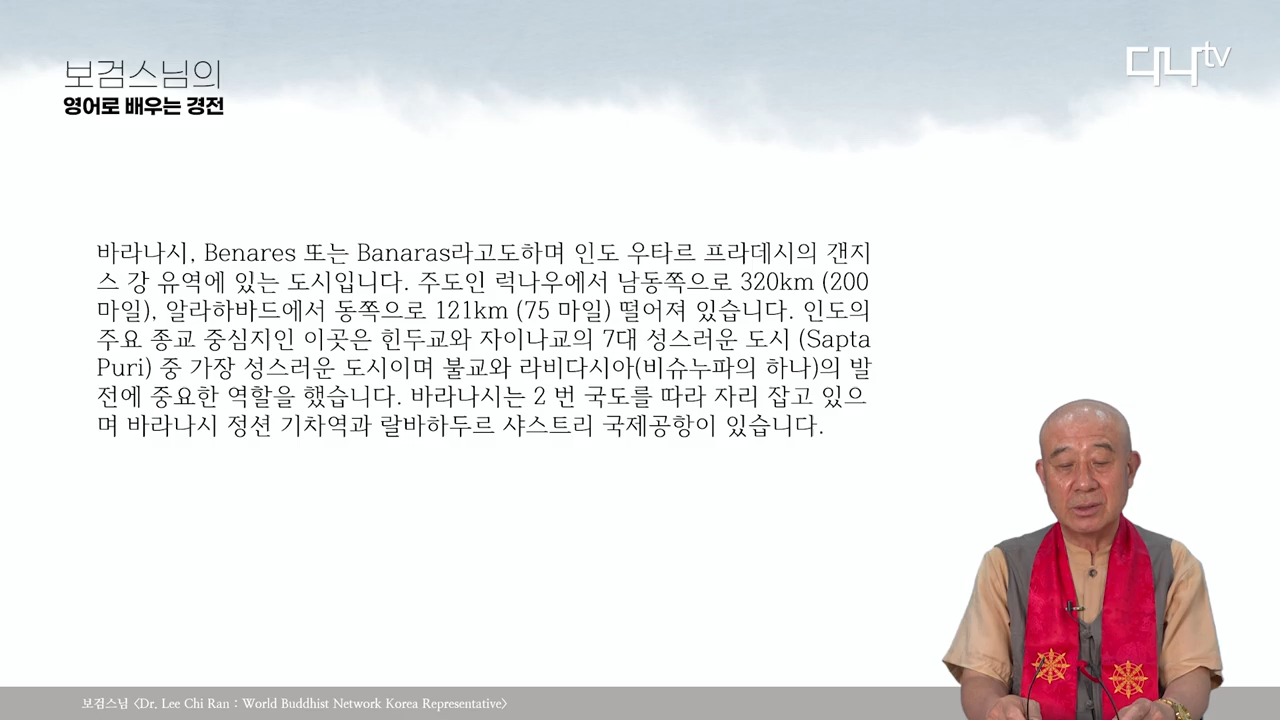 보검스님의
영어로 배우는 경전
다나tv
바라나시, Benares 또는 Banaras라고도하며 인도 우타르 프라데시의 갠지
스 강 유역에 있는 도시입니다. 주도인 럭나우에서 남동쪽으로 320km (200
마일), 알라하바드에서 동쪽으로 121km (75 마일) 떨어져 있습니다. 인도의
주요 종교 중심지인 이곳은 힌두교와 자이나교의 7대 성스러운 도시 (Sapta
Puri) 중 가장 성스러운 도시이며 불교와 라비다시아(비슈누파의 하나)의 발
전에 중요한 역할을 했습니다. 바라나시는 2 번 국도를 따라 자리 잡고 있으
며 바라나시 정션 기차역과 랄바하두르 샤스트리 국제공항이 있습니다.
보검스님 <Dr. Lee Chi Ran : World Buddhist Network Korea Representative>